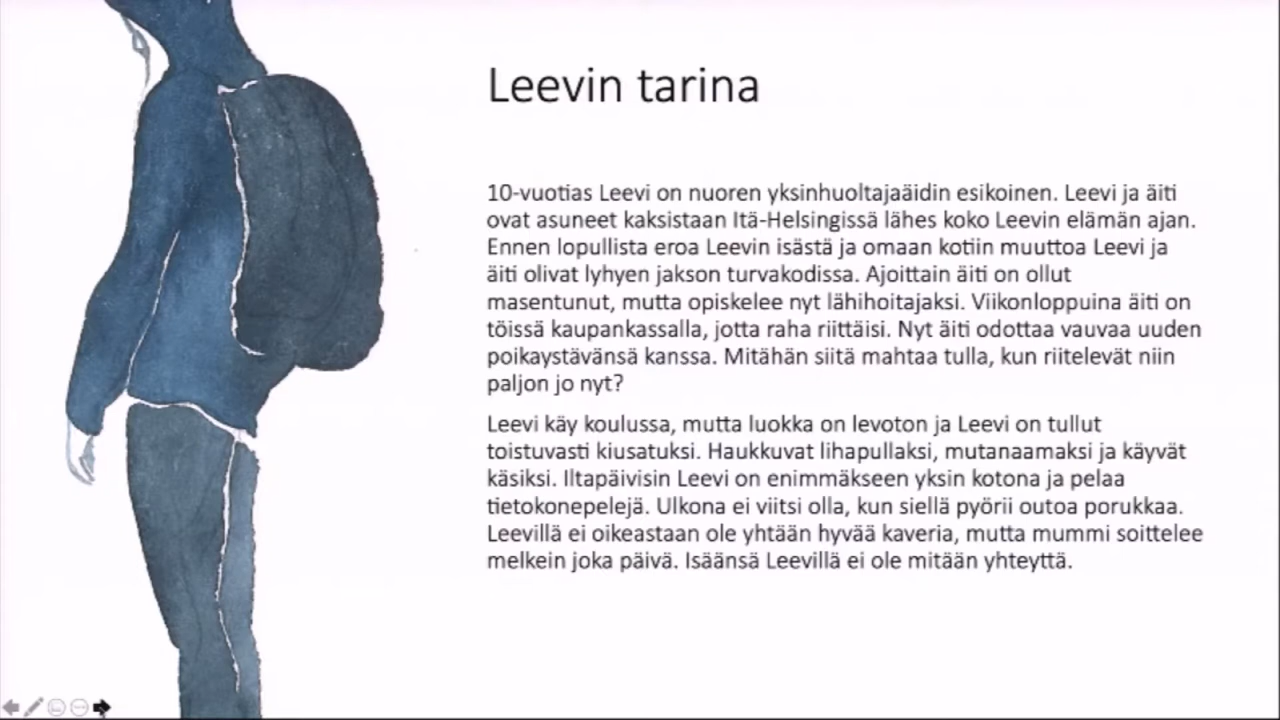 Leevin tarina
10-vuotias Leevi on nuoren yksinhuoltajaäidin esikoinen. Leevi ja äiti
ovat asuneet kaksistaan Itä-Helsingissä lähes koko Leevin elämän ajan.
Ennen lopullista eroa Leevin isästä ja omaan kotiin muuttoa Leevi ja
äiti olivat lyhyen jakson turvakodissa. Ajoittain äiti on ollut
masentunut, mutta opiskelee nyt lähihoitajaksi. Viikonloppuina äiti on
töissä kaupankassalla, jotta raha riittäisi. Nyt äiti odottaa vauvaa uuden
poikaystävänsä kanssa. Mitähän siitä mahtaa tulla, kun riitelevät niin
paljon jo nyt?
Leevi käy koulussa, mutta luokka on levoton ja Leevi on tullut
toistuvasti kiusatuksi. Haukkuvat lihapullaksi, mutanaamaksi ja käyvät
käsiksi. Iltapäivisin Leevi on enimmäkseen yksin kotona ja pelaa
tietokonepelejä. Ulkona ei viitsi olla, kun siellä pyörii outoa porukkaa.
Leevillä ei oikeastaan ole yhtään hyvää kaveria, mutta mummi soittelee
melkein joka päivä. Isäänsä Leevillä ei ole mitään yhteyttä.